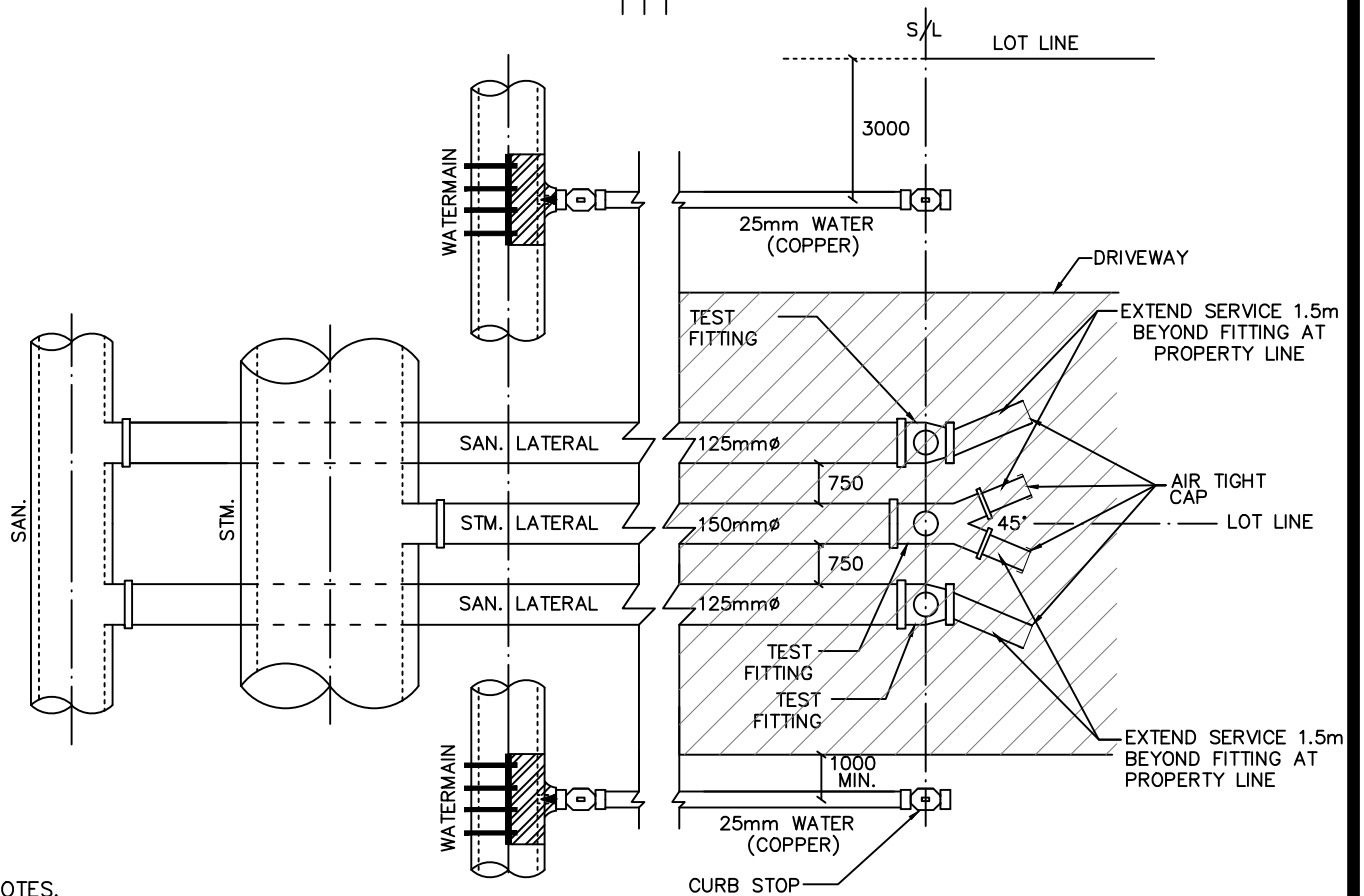 S/L
LOT LINE
3000
WATERMAIN
25mm WATER
(COPPER)
DRIVEWAY
TEST
FITTING
EXTEND SERVICE 1.5m
BEYOND FITTING AT
PROPERTY LINE
SAN. LATERAL
125mmø
750
AIR TIGHT
CAP
SAN.
STM.
STM. LATERAL
150mmø
45°
LOT LINE
750
SAN. LATERAL
125mmø
TEST
FITTING
TEST
FITTING
EXTEND SERVICE 1.5m
BEYOND FITTING AT
PROPERTY LINE
1000
MIN.
WATERMAIN
25mm WATER
(COPPER)
CURB STOP
OTES.